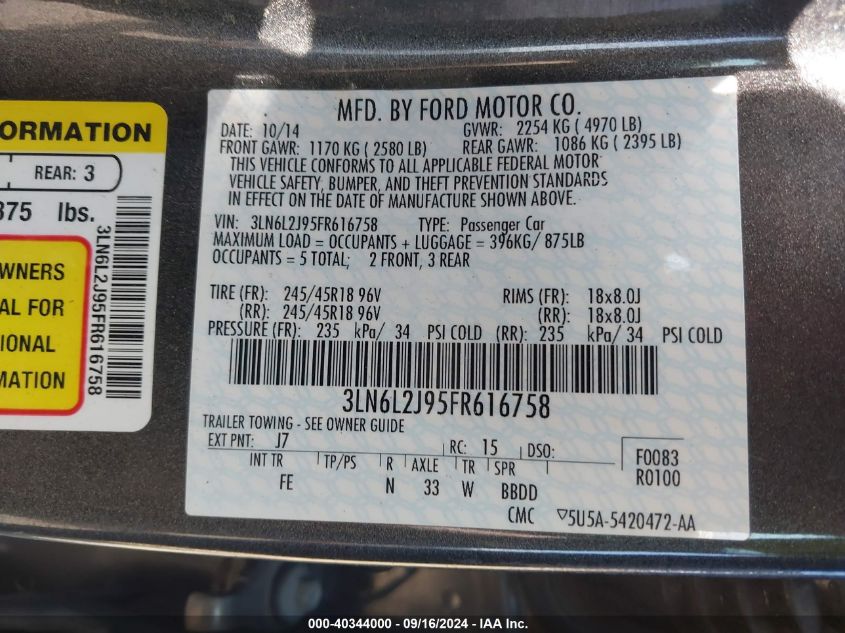 ORMATION
REAR: 3
375 lbs.
WNERS
AL FOR
IONAL
MATION
3LN6L2J95FR616758
MFD. BY FORD MOTOR CO.
DATE: 10/14 GVWR: 2254 KG ( 4970 LB)
FRONT GAWR: 1170 KG ( 2580 LB) REAR GAWR: 1086 KG ( 2395 LB)
THIS VEHICLE CONFORMS TO ALL APPLICABLE FEDERAL MOTOR
VEHICLE SAFETY, BUMPER, AND THEFT PREVENTION STANDARDS
IN EFFECT ON THE DATE OF MANUFACTURE SHOWN ABOVE.
VIN: 3LN6L2J95FR616758 TYPE: Passenger Car
MAXIMUM LOAD = OCCUPANTS + LUGGAGE = 396KG/ 875LB
OCCUPANTS = 5 TOTAL; 2 FRONT, 3 REAR
TIRE (FR): 245/45R18 96V RIMS (FR): 18x8.0J
(RR): 245/45R18 96V (RR): 18x8.0J
PRESSURE (FR): 235 kPa/ 34 PSI COLD (RR): 235 kPa/ 34 PSI COLD
3LN6L2J95FR616758
TRAILER TOWING - SEE OWNER GUIDE
EXT PNT: J7 RC: 15 DSO: F0083
R0100
INT TR TP/PS R AXLE TR SPR
FE N 33 W BBDD
CMC ▽5U5A-5420472-AA
000-40344000 - 09/16/2024 - IAA Inc.